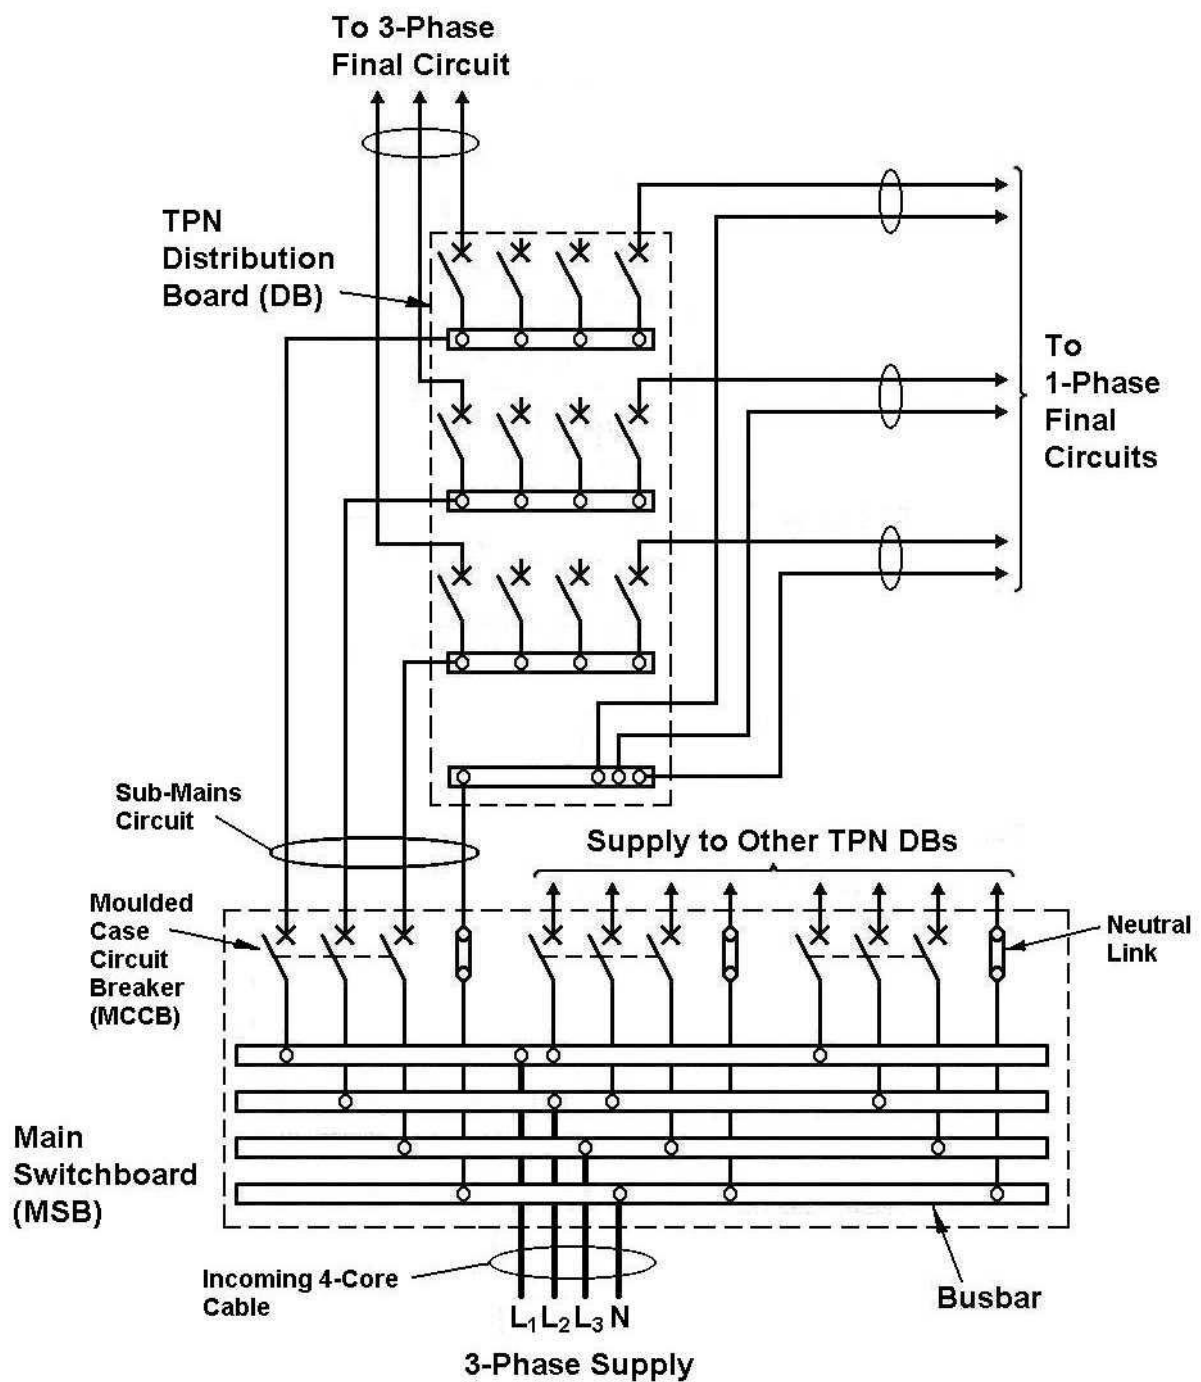 To 3-Phase
Final Circuit
TPN
Distribution
Board (DB)
To
1-Phase
Final
Circuits
Sub-Mains
Circuit
Supply to Other TPN DBs
Moulded
Case
Circuit
Breaker
(MCCB)
Neutral
Link
Main
Switchboard
(MSB)
Incoming 4-Core
Cable
Busbar
L₁ L₂ L₃ N
3-Phase Supply